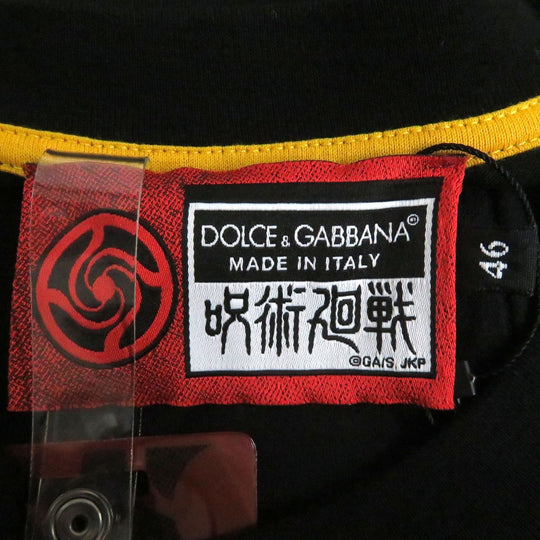 DOLCE & GABBANA®
MADE IN ITALY
呪術廻戦
©GA/S, JKP
46